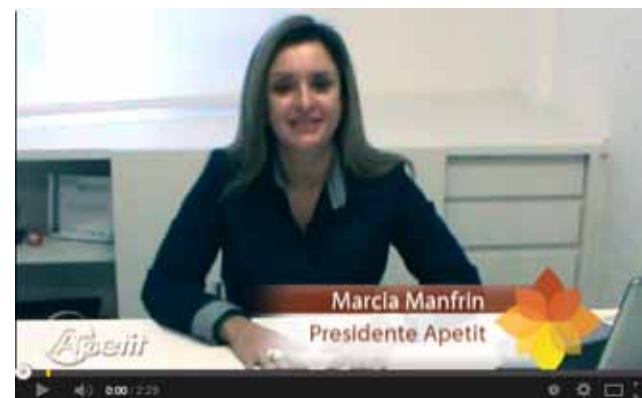 Marcia Manfrin
Presidente Apetit
Apetit
0:00 / 2:29